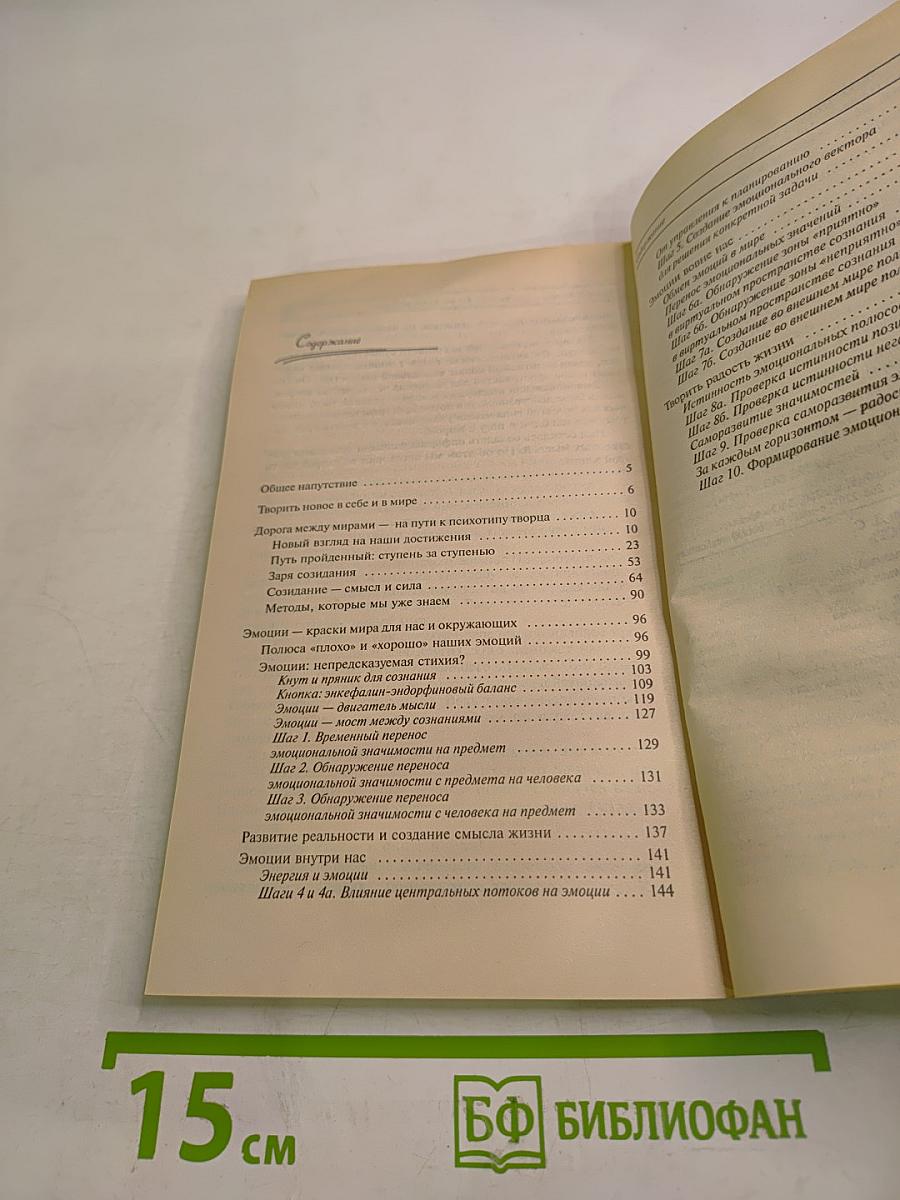 Содержание
Общее напутствие . . . . . . . . . . 5
Творить новое в себе и в мире . . . . . . . . . . 6
Дорога между мирами — на пути к психотипу творца . . . . . . . . . . 10
Новый взгляд на наши достижения . . . . . . . . . . 10
Путь пройденный: ступень за ступенью . . . . . . . . . . 23
Заря созидания . . . . . . . . . . 53
Созидание — смысл и сила . . . . . . . . . . 64
Методы, которые мы уже знаем . . . . . . . . . . 90
Эмоции — краски мира для нас и окружающих . . . . . . . . . . 96
Полюса «плохо» и «хорошо» наших эмоций . . . . . . . . . . 96
Эмоции: непредсказуемая стихия? . . . . . . . . . . 99
Кнут и пряник для сознания . . . . . . . . . . 103
Кнопка: энкефалин-эндорфиновый баланс . . . . . . . . . . 109
Эмоции — двигатель мысли . . . . . . . . . . 119
Эмоции — мост между сознаниями . . . . . . . . . . 127
Шаг 1. Временный перенос
эмоциональной значимости на предмет . . . . . . . . . . 129
Шаг 2. Обнаружение переноса
эмоциональной значимости с предмета на человека . . . . . . 131
Шаг 3. Обнаружение переноса
эмоциональной значимости с человека на предмет . . . . . . . 133
Развитие реальности и создание смысла жизни . . . . . . . . . . 137
Эмоции внутри нас . . . . . . . . . . 141
Энергия и эмоции . . . . . . . . . . 141
Шаги 4 и 4а. Влияние центральных потоков на эмоции . . . . 144
От управления к планированию
Шаг 5. Создание эмоционального вектора
для решения конкретной задачи
Эмоции вовне нас
Обмен эмоций в мире
Перенос эмоциональных значений
Шаг 6а. Обнаружение зоны «приятно»
в виртуальном пространстве сознания
Шаг 6б. Обнаружение зоны «неприятно»
в виртуальном пространстве сознания
Шаг 7а. Создание во внешнем мире
Шаг 7б. Создание во внешнем мире
Творить радость жизни
Истинность эмоциональных
Шаг 8а. Проверка истинности
Шаг 8б. Проверка истинности
Саморазвитие значимостей
Шаг 9. Проверка саморазвития
За каждым горизонтом —
Шаг 10. Формирование
15 см
БФ БИБЛИОФАН